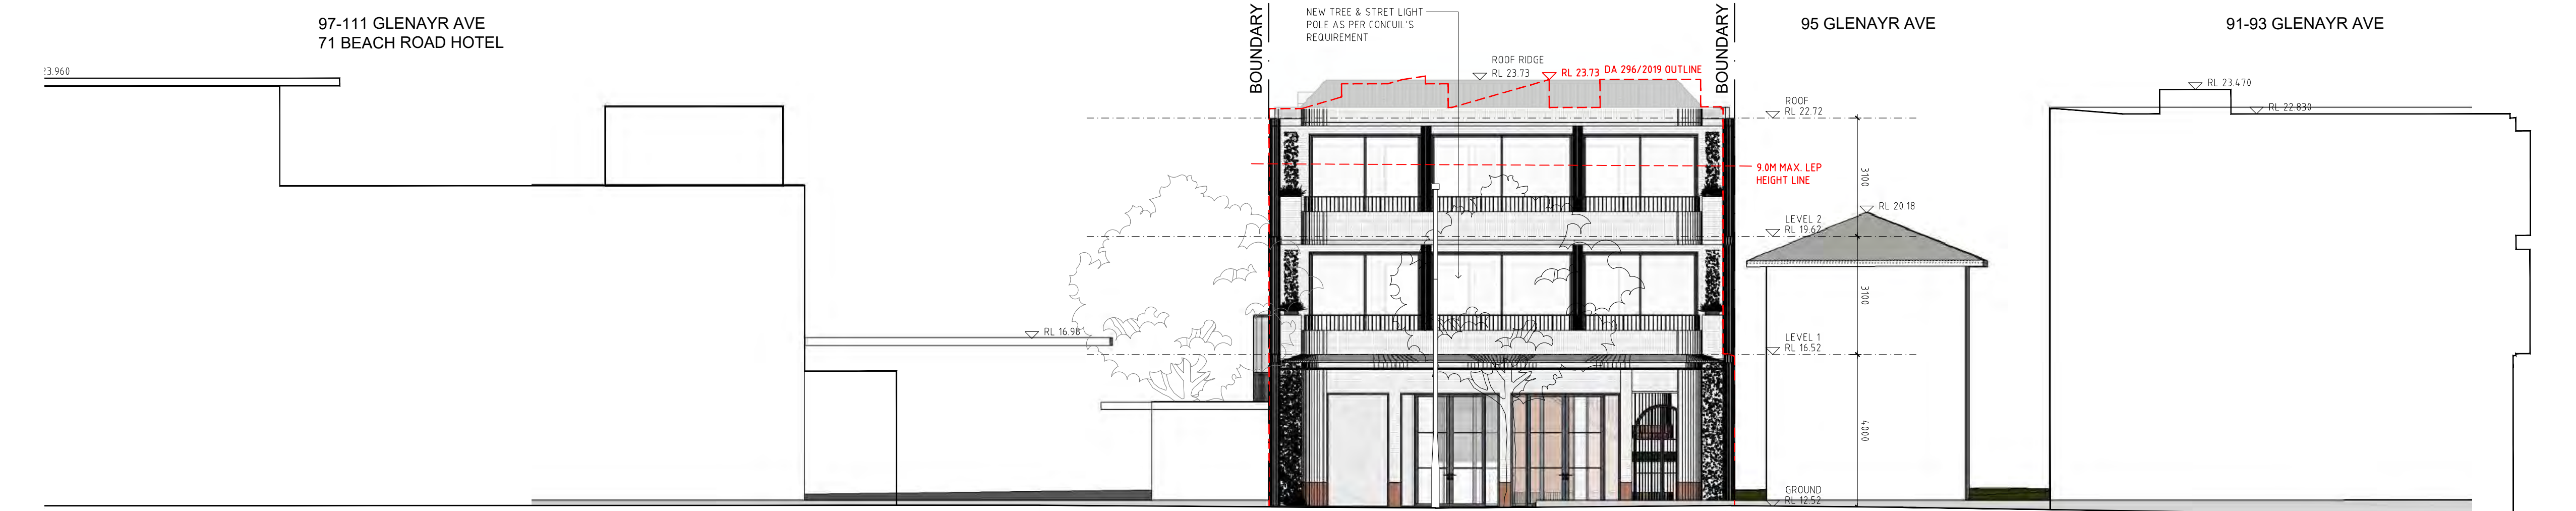 97-111 GLENAYR AVE
71 BEACH ROAD HOTEL
23.960
RL 16.98
BOUNDARY
NEW TREE & STRET LIGHT
POLE AS PER CONCUIL'S
REQUIREMENT
ROOF RIDGE
RL 23.73
RL 23.73
DA 296/2019 OUTLINE
BOUNDARY
95 GLENAYR AVE
ROOF
RL 22.72
9.0M MAX. LEP
HEIGHT LINE
3100
RL 20.18
LEVEL 2
RL 19.62
3100
LEVEL 1
RL 16.52
4000
GROUND
RL 12.52
91-93 GLENAYR AVE
RL 23.470
RL 22.830